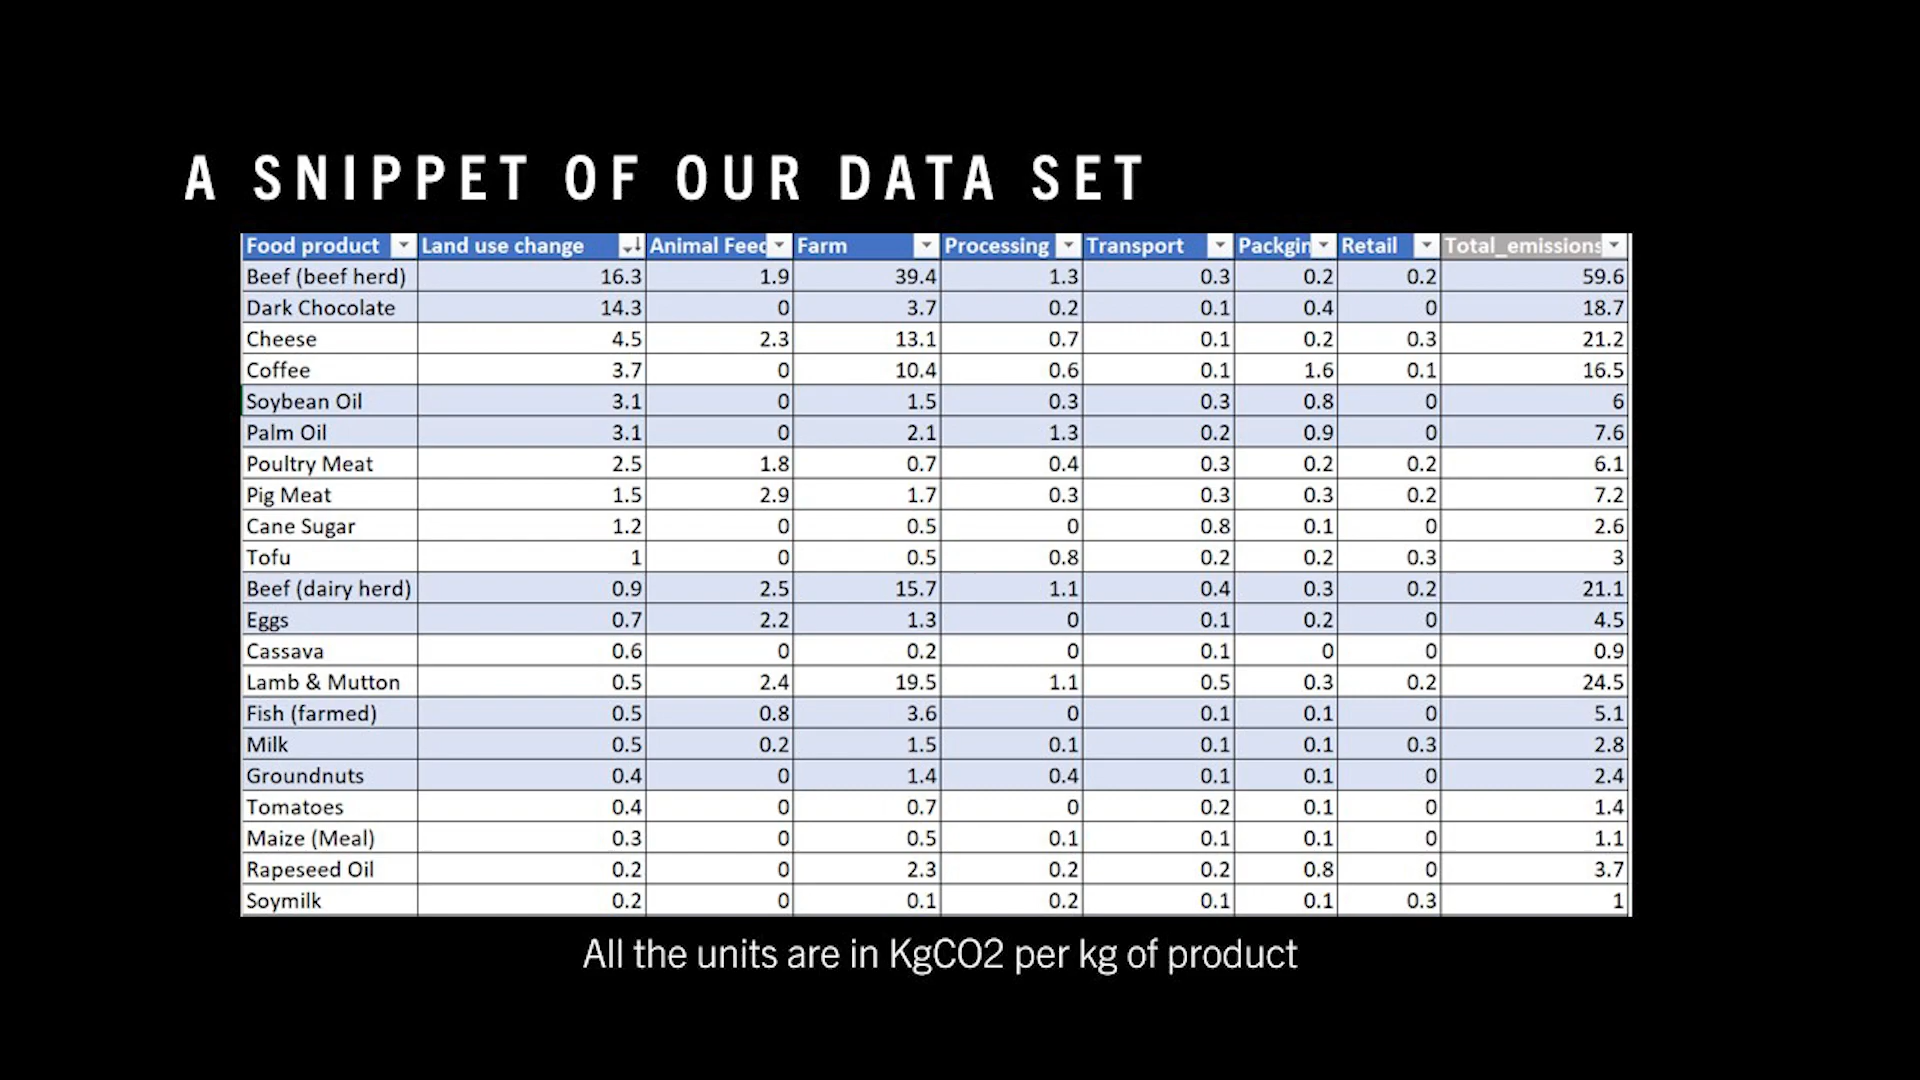 A SNIPPET OF OUR DATA SET
Food product Land use change Animal Feed Farm Processing Transport Packgin Retail Total_emissions
Beef (beef herd) 16.3 1.9 39.4 1.3 0.3 0.2 0.2 59.6
Dark Chocolate 14.3 0 3.7 0.2 0.1 0.4 0 18.7
Cheese 4.5 2.3 13.1 0.7 0.1 0.2 0.3 21.2
Coffee 3.7 0 10.4 0.6 0.1 1.6 0.1 16.5
Soybean Oil 3.1 0 1.5 0.3 0.3 0.8 0 6
Palm Oil 3.1 0 2.1 1.3 0.2 0.9 0 7.6
Poultry Meat 2.5 1.8 0.7 0.4 0.3 0.2 0.2 6.1
Pig Meat 1.5 2.9 1.7 0.3 0.3 0.3 0.2 7.2
Cane Sugar 1.2 0 0.5 0 0.8 0.1 0 2.6
Tofu 1 0 0.5 0.8 0.2 0.2 0.3 3
Beef (dairy herd) 0.9 2.5 15.7 1.1 0.4 0.3 0.2 21.1
Eggs 0.7 2.2 1.3 0 0.1 0.2 0 4.5
Cassava 0.6 0 0.2 0 0.1 0 0 0.9
Lamb & Mutton 0.5 2.4 19.5 1.1 0.5 0.3 0.2 24.5
Fish (farmed) 0.5 0.8 3.6 0 0.1 0.1 0 5.1
Milk 0.5 0.2 1.5 0.1 0.1 0.1 0.3 2.8
Groundnuts 0.4 0 1.4 0.4 0.1 0.1 0 2.4
Tomatoes 0.4 0 0.7 0 0.2 0.1 0 1.4
Maize (Meal) 0.3 0 0.5 0.1 0.1 0.1 0 1.1
Rapeseed Oil 0.2 0 2.3 0.2 0.2 0.8 0 3.7
Soymilk 0.2 0 0.1 0.2 0.1 0.1 0.3 1
All the units are in KgCO2 per kg of product